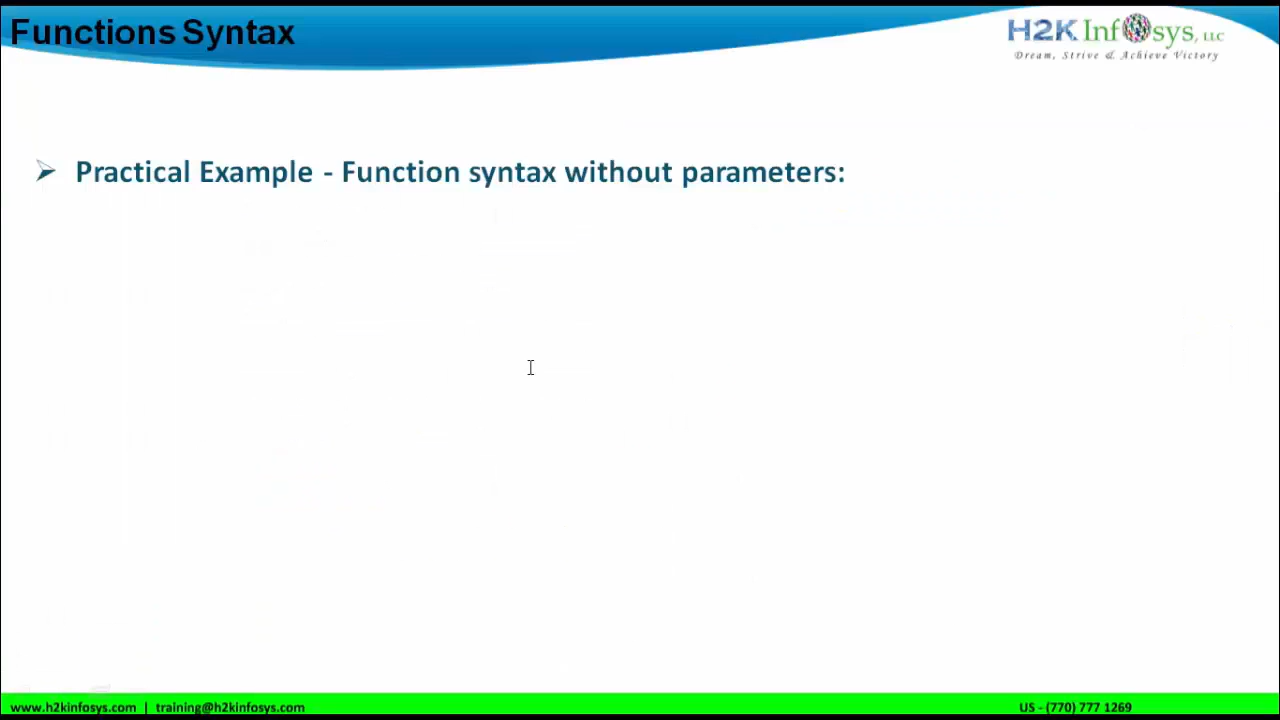 Functions Syntax
H2K Infosys, LLC
Dream, Strive & Achieve Victory
Practical Example - Function syntax without parameters:
www.h2kinfosys.com | training@h2kinfosys.com
US - (770) 777 1269